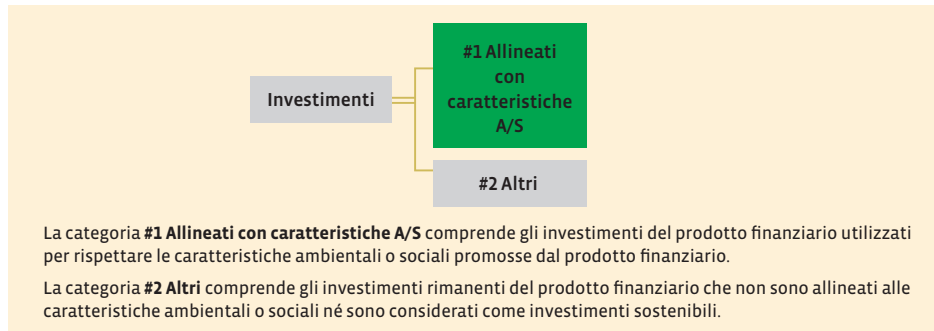 #1 Allineati
con
caratteristiche
A/S
Investimenti
#2 Altri
La categoria #1 Allineati con caratteristiche A/S comprende gli investimenti del prodotto finanziario utilizzati
per rispettare le caratteristiche ambientali o sociali promosse dal prodotto finanziario.
La categoria #2 Altri comprende gli investimenti rimanenti del prodotto finanziario che non sono allineati alle
caratteristiche ambientali o sociali né sono considerati come investimenti sostenibili.